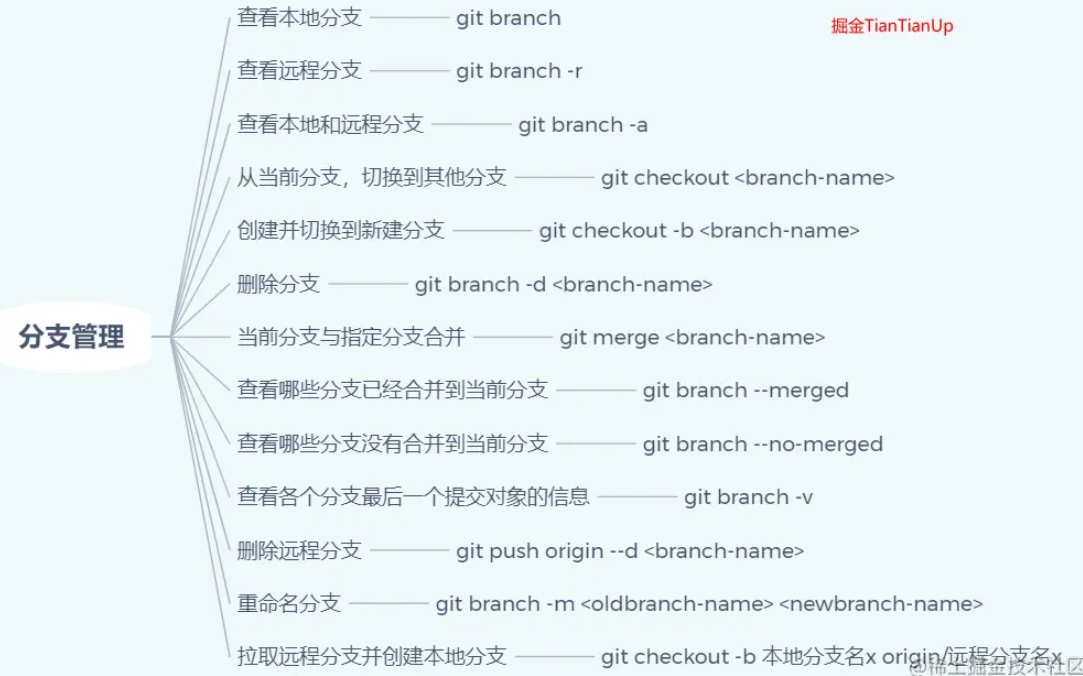 掘金TianTianUp
分支管理
查看本地分支 git branch
查看远程分支 git branch -r
查看本地和远程分支 git branch -a
从当前分支，切换到其他分支 git checkout <branch-name>
创建并切换到新建分支 git checkout -b <branch-name>
删除分支 git branch -d <branch-name>
当前分支与指定分支合并 git merge <branch-name>
查看哪些分支已经合并到当前分支 git branch --merged
查看哪些分支没有合并到当前分支 git branch --no-merged
查看各个分支最后一个提交对象的信息 git branch -v
删除远程分支 git push origin --d <branch-name>
重命名分支 git branch -m <oldbranch-name> <newbranch-name>
拉取远程分支并创建本地分支 git checkout -b 本地分支名x origin/远程分支名x
@稀土掘金技术社区